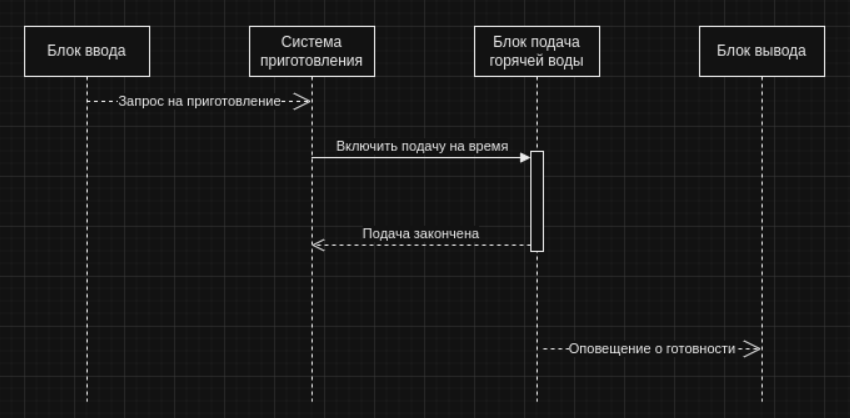 Блок ввода
Система
приготовления
Блок подача
горячей воды
Блок вывода
Запрос на приготовление
Включить подачу на время
Подача закончена
Оповещение о готовности